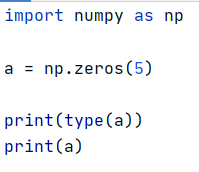 import numpy as np
a = np.zeros(5)
print(type(a))
print(a)